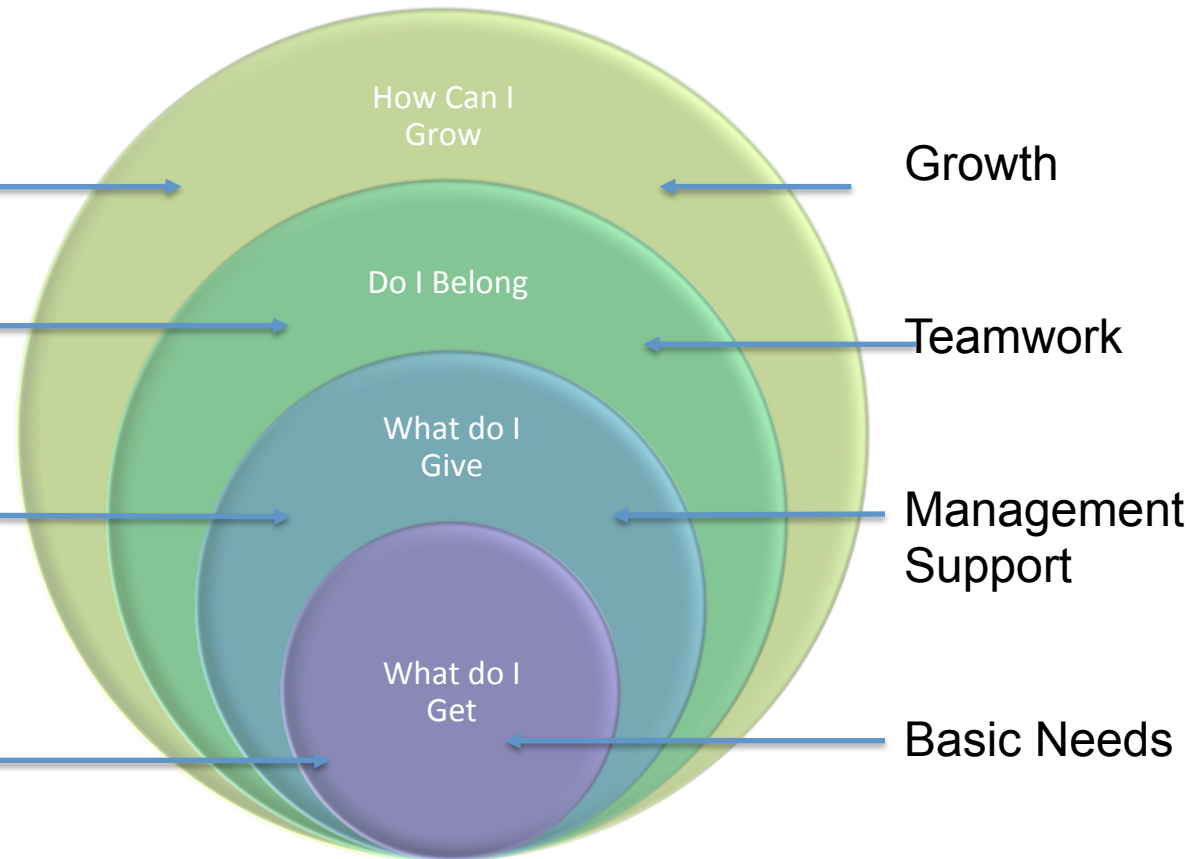 How Can I
Grow
Growth
Do I Belong
Teamwork
What do I
Give
Management
Support
What do I
Get
Basic Needs